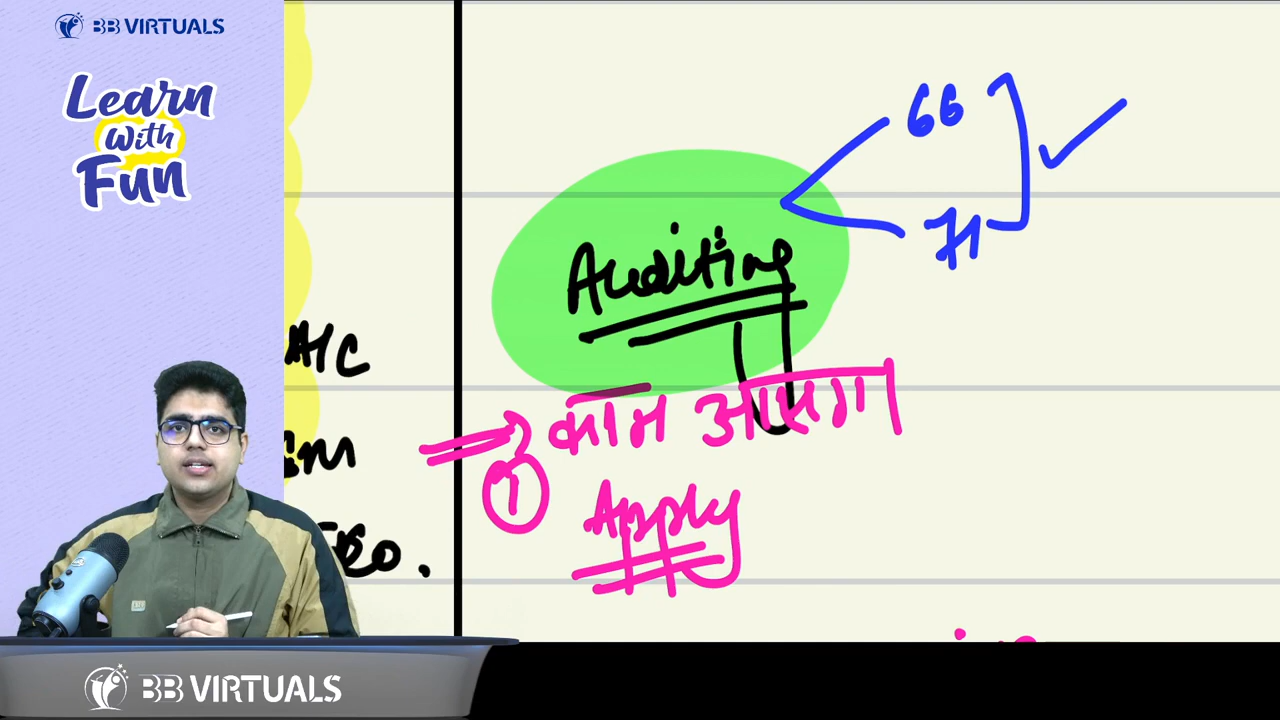 BB VIRTUALS
Learn
With
Fun
66
71
Auditing
A/C
काम आएगा
1
Apply
BB VIRTUALS